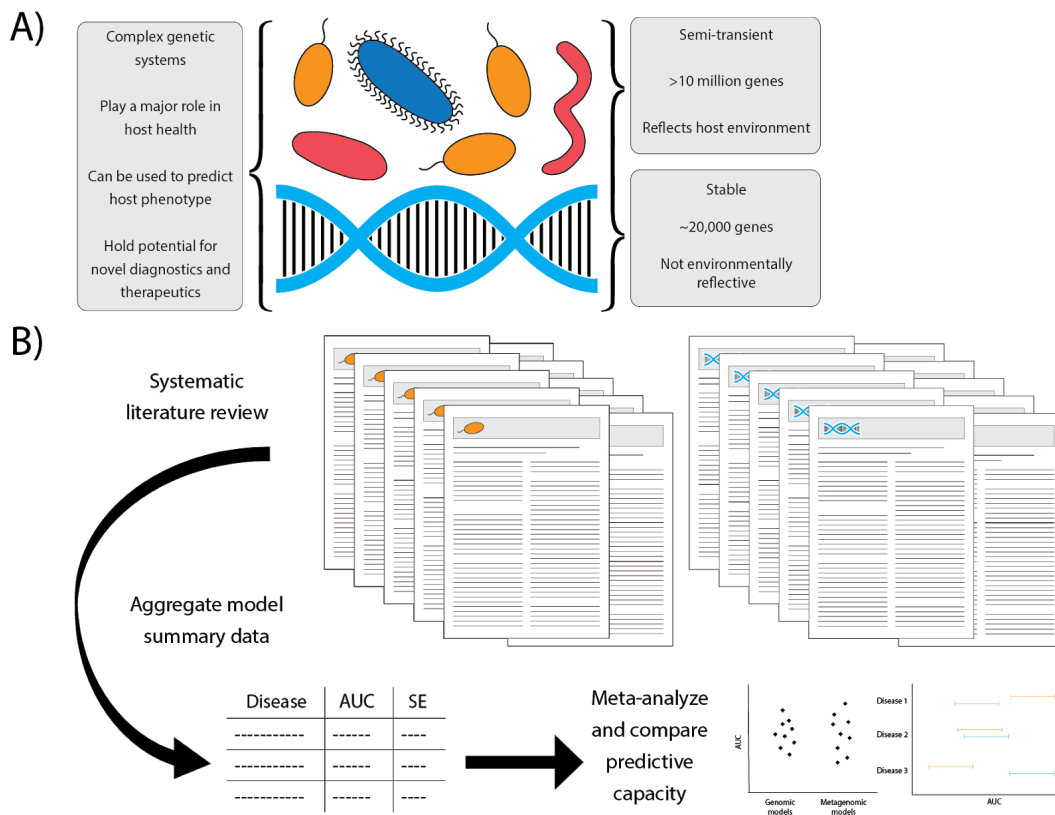 A)
Complex genetic
systems
Play a major role in
host health
Can be used to predict
host phenotype
Hold potential for
novel diagnostics and
therapeutics
Semi-transient
>10 million genes
Reflects host environment
Stable
~20,000 genes
Not environmentally
reflective
B)
Systematic
literature review
Aggregate model
summary data
Disease AUC SE
Meta-analyze
and compare
predictive
capacity
AUC
Genomic
models
Metagenomic
models
Disease 1
Disease 2
Disease 3
AUC